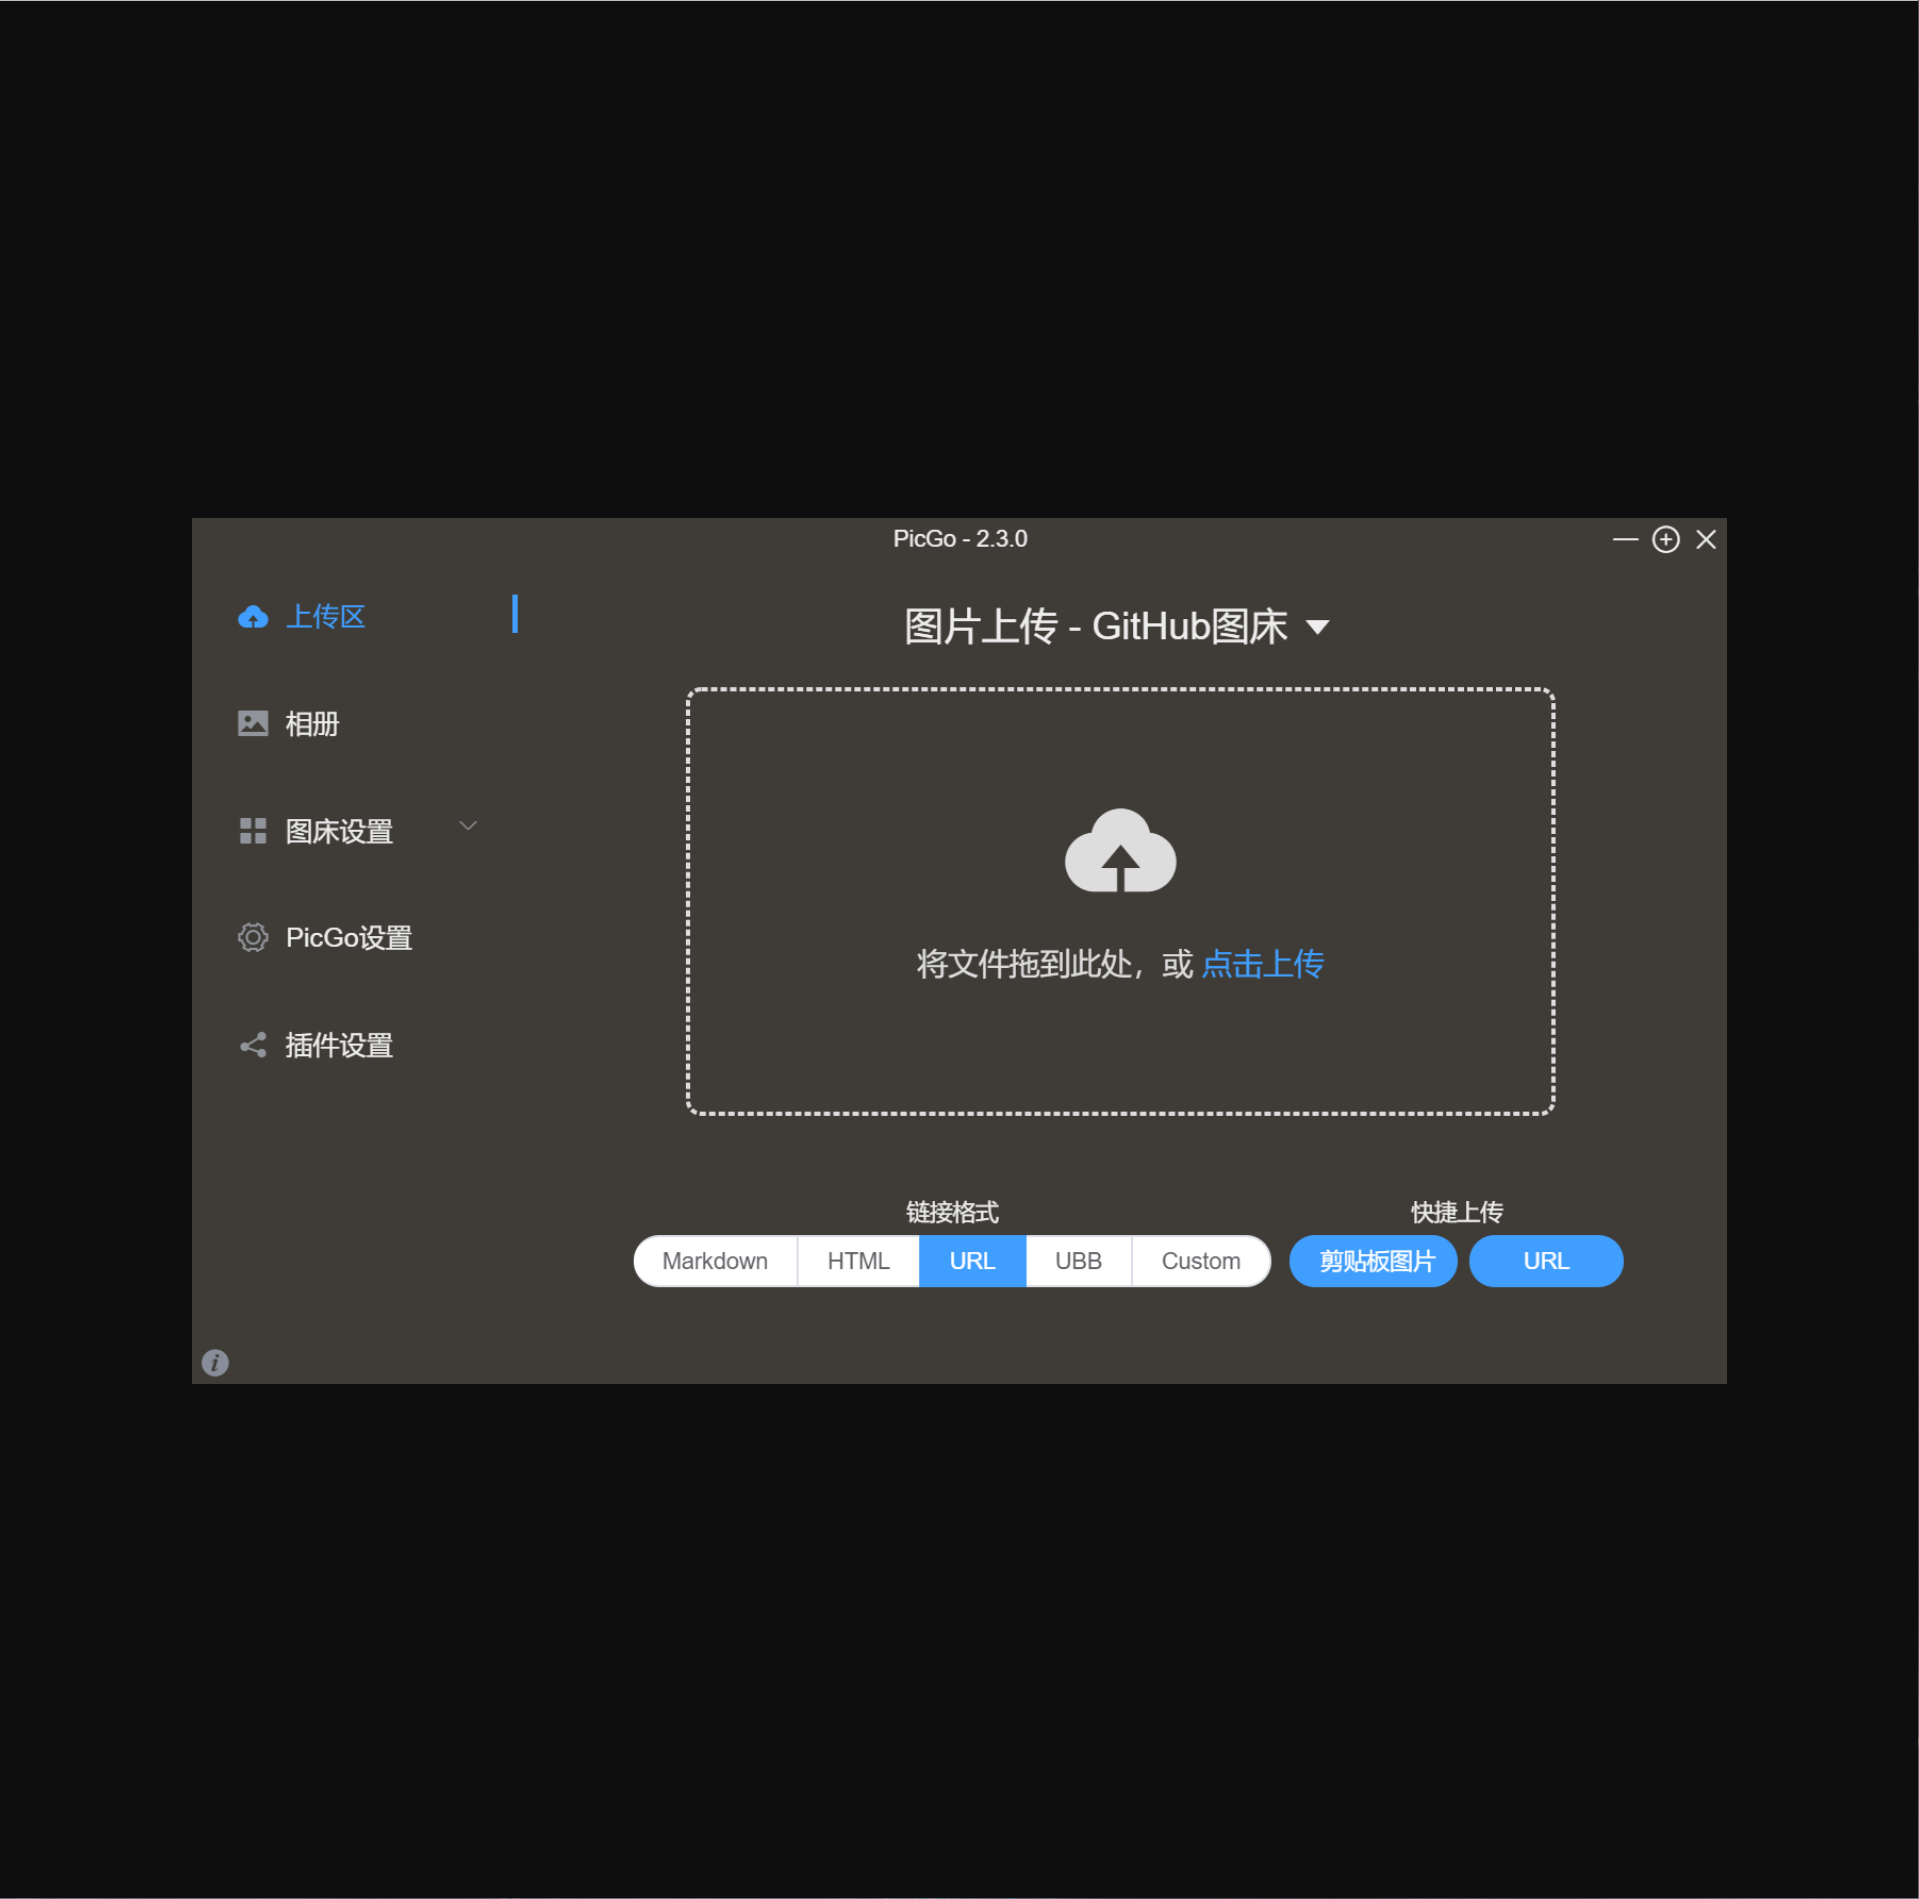 PicGo - 2.3.0
上传区
相册
图床设置
PicGo设置
插件设置
图片上传 - GitHub图床
将文件拖到此处，或 点击上传
链接格式
Markdown HTML URL UBB Custom
快捷上传
剪贴板图片 URL